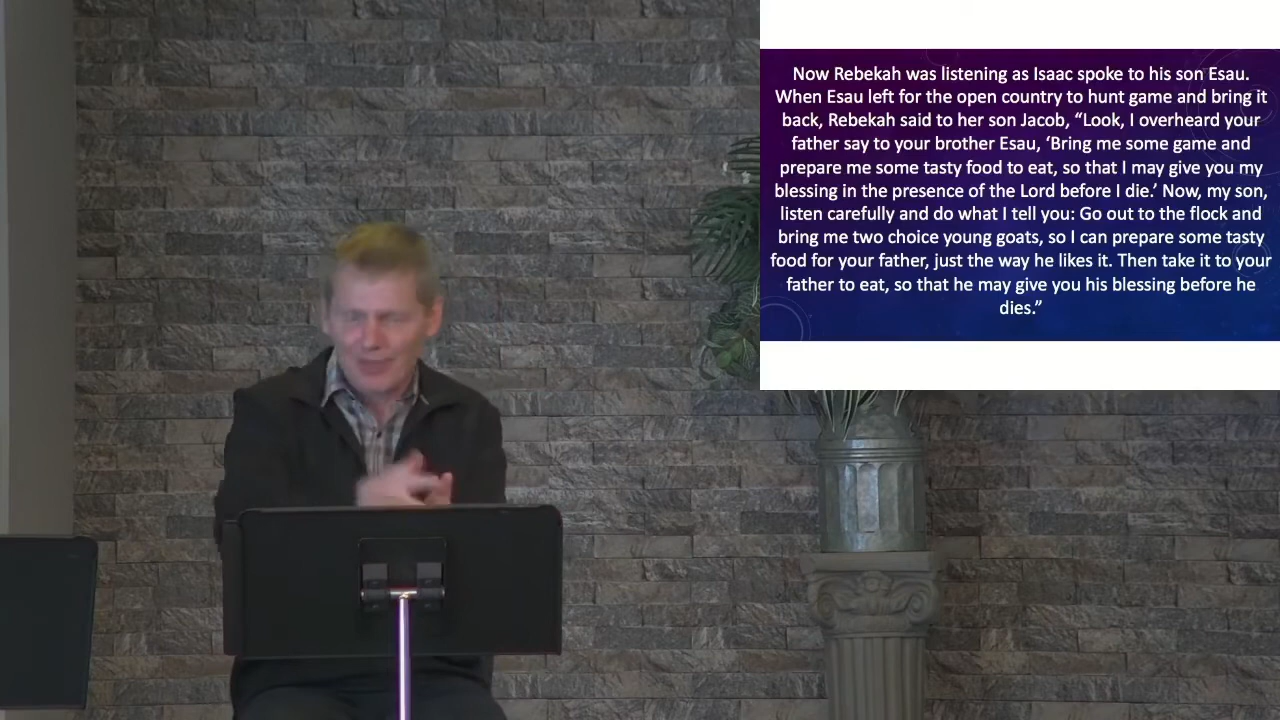 Now Rebekah was listening as Isaac spoke to his son Esau.
When Esau left for the open country to hunt game and bring it
back, Rebekah said to her son Jacob, “Look, I overheard your
father say to your brother Esau, ‘Bring me some game and
prepare me some tasty food to eat, so that I may give you my
blessing in the presence of the Lord before I die.’ Now, my son,
listen carefully and do what I tell you: Go out to the flock and
bring me two choice young goats, so I can prepare some tasty
food for your father, just the way he likes it. Then take it to your
father to eat, so that he may give you his blessing before he
dies.”